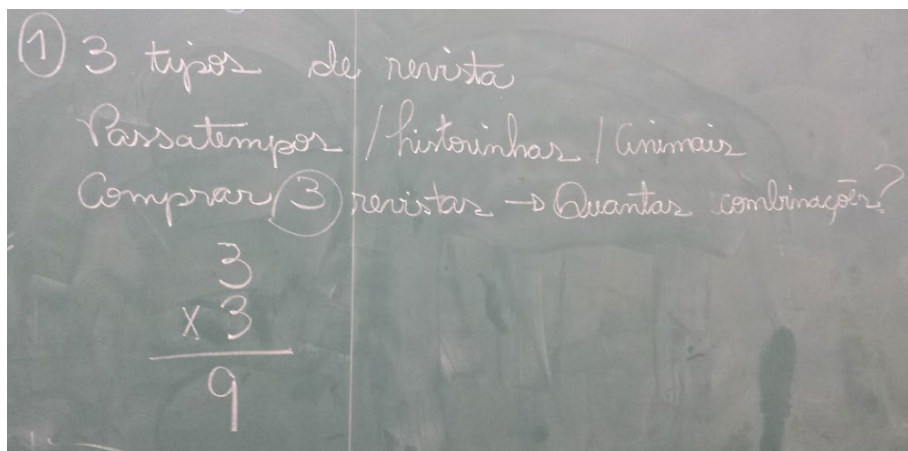 ① 3 tipos de revista
Passatempos / historinhas / animais
Comprar 3 revistas → Quantas combinações?
3
x 3
9